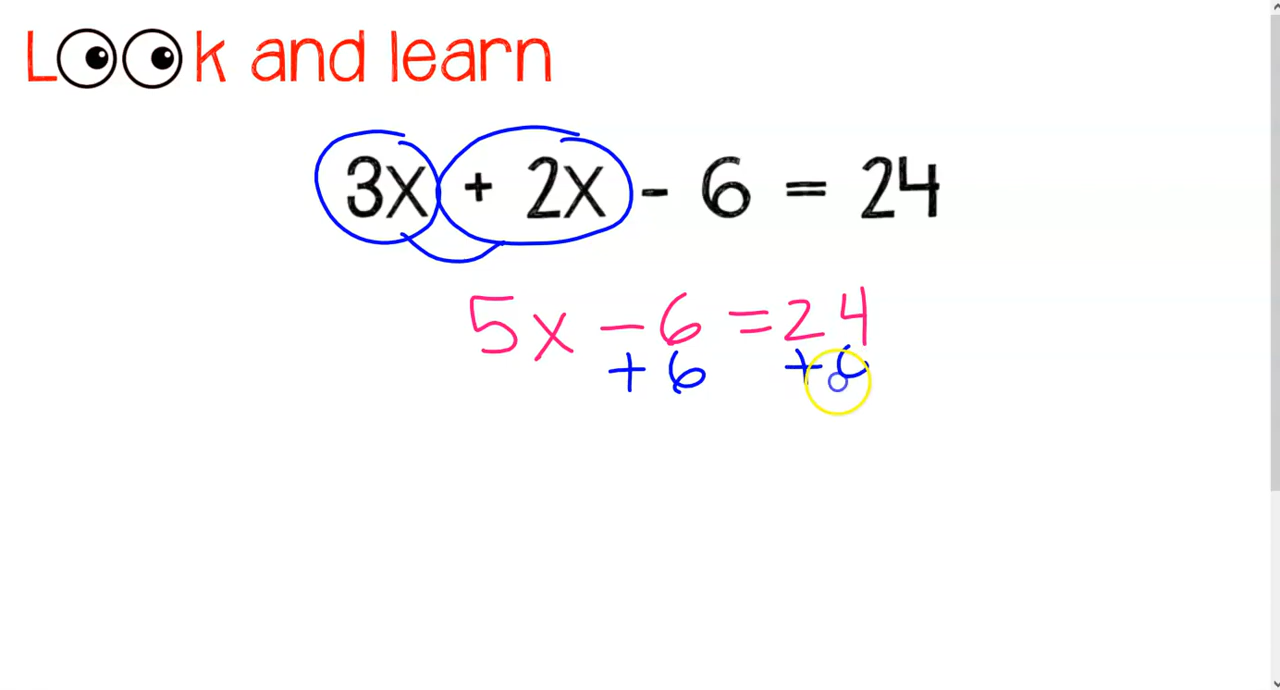 Look and learn
3x + 2x - 6 = 24
5x - 6 = 24
+ 6 + 6